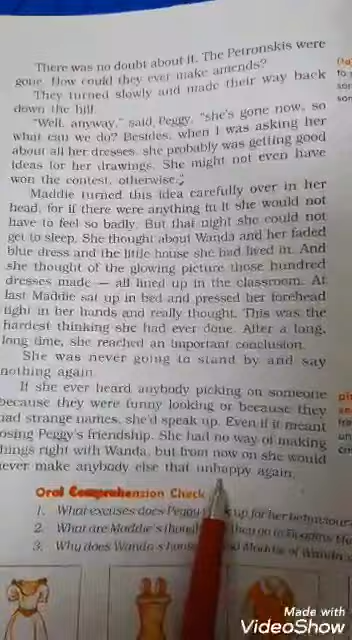 There was no doubt about it. The Petronskis were
gone. How could they ever make amends?
They turned slowly and made their way back
down the hill.
"Well, anyway," said Peggy, "she's gone now, so
what can we do? Besides, when I was asking her
about all her dresses, she probably was getting good
ideas for her drawings. She might not even have
won the contest, otherwise."
Maddie turned this idea carefully over in her
head, for if there were anything in it she would not
have to feel so badly. But that night she could not
get to sleep. She thought about Wanda and her faded
blue dress and the little house she had lived in. And
she thought of the glowing picture those hundred
dresses made — all lined up in the classroom. At
last Maddie sat up in bed and pressed her forehead
tight in her hands and really thought. This was the
hardest thinking she had ever done. After a long,
long time, she reached an important conclusion.
She was never going to stand by and say
nothing again.
If she ever heard anybody picking on someone
because they were funny looking or because they
had strange names, she'd speak up. Even if it meant
losing Peggy's friendship. She had no way of making
things right with Wanda, but from now on she would
never make anybody else that unhappy again.
Oral Comprehension Check
1. What excuses does Peggy up for her behaviour
2. What are Maddie's they go to Boggins
3. Why does Wanda's Maddie of Wanda's
Made with
VideoShow